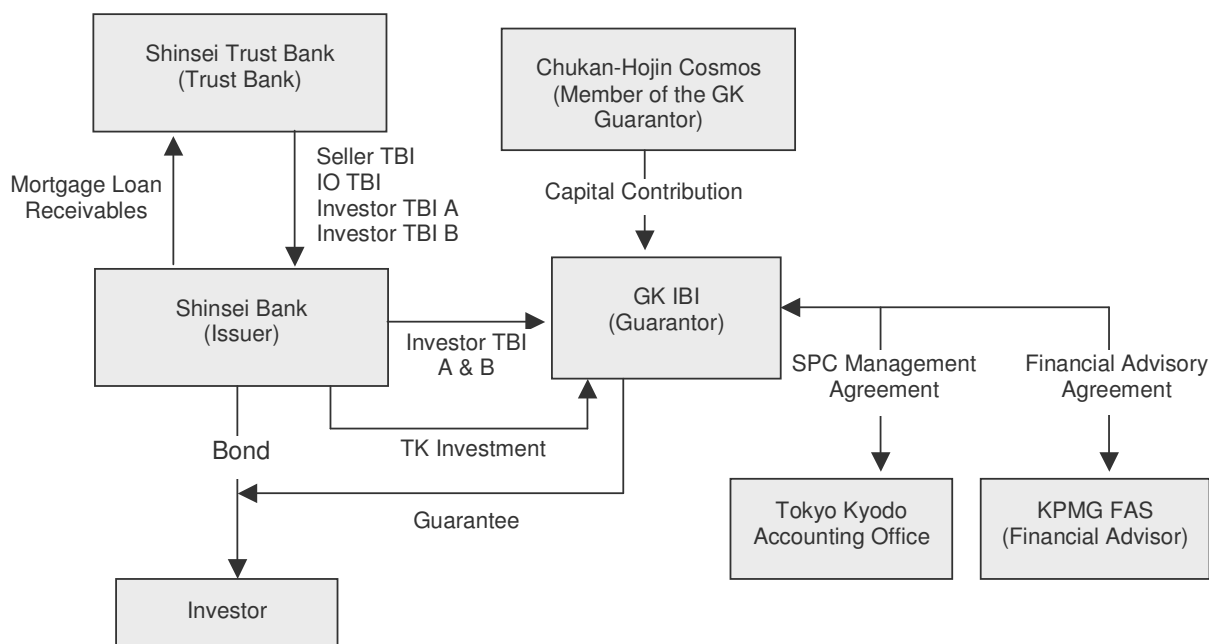 Shinsei Trust Bank
(Trust Bank)
Chukan-Hojin Cosmos
(Member of the GK
Guarantor)
Mortgage Loan
Receivables
Seller TBI
IO TBI
Investor TBI A
Investor TBI B
Capital Contribution
Shinsei Bank
(Issuer)
Investor TBI
A & B
GK IBI
(Guarantor)
SPC Management
Agreement
Financial Advisory
Agreement
Bond
TK Investment
Guarantee
Tokyo Kyodo
Accounting Office
KPMG FAS
(Financial Advisor)
Investor